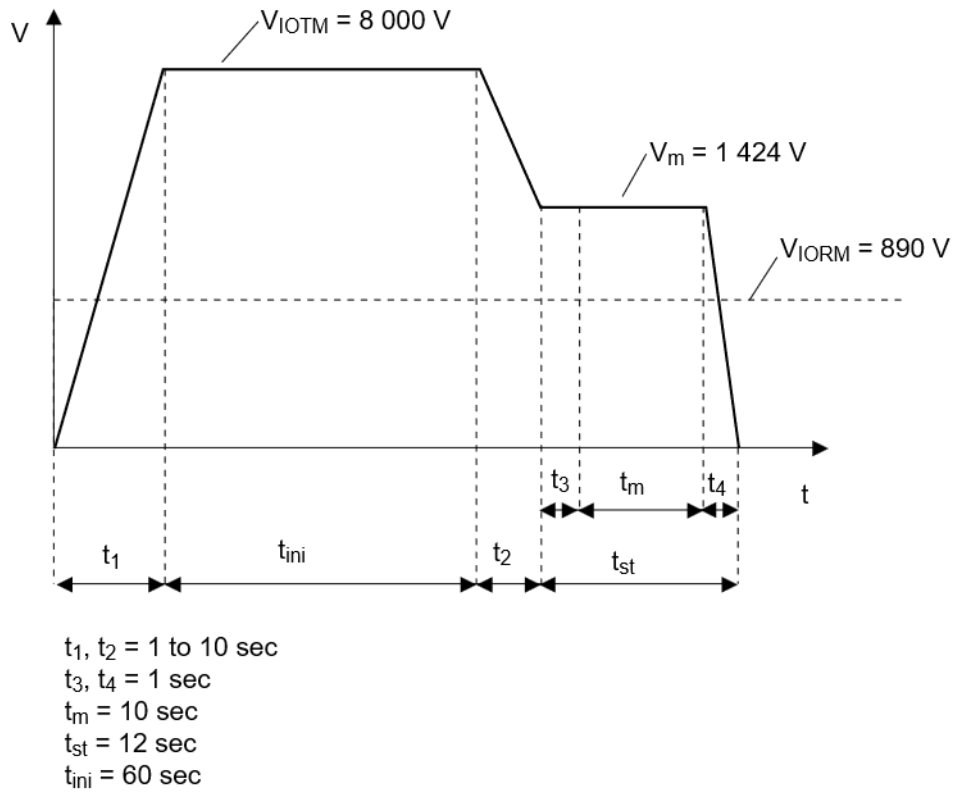 V
VIOTM = 8 000 V
Vm = 1 424 V
VIORM = 890 V
t3 tm t4 t
t1 tini t2 tst
t1, t2 = 1 to 10 sec
t3, t4 = 1 sec
tm = 10 sec
tst = 12 sec
tini = 60 sec